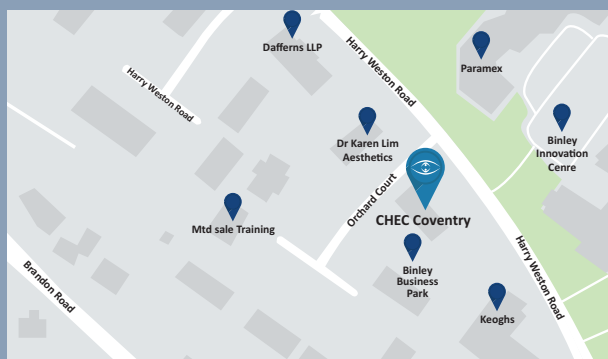 Dafferns LLP
Harry Weston Road
Paramex
Harry Weston Road
Dr Karen Lim
Aesthetics
Binley
Innovation
Cenre
Orchard Court
CHEC Coventry
Mtd sale Training
Binley
Business
Park
Harry Weston Road
Brandon Road
Keoghs